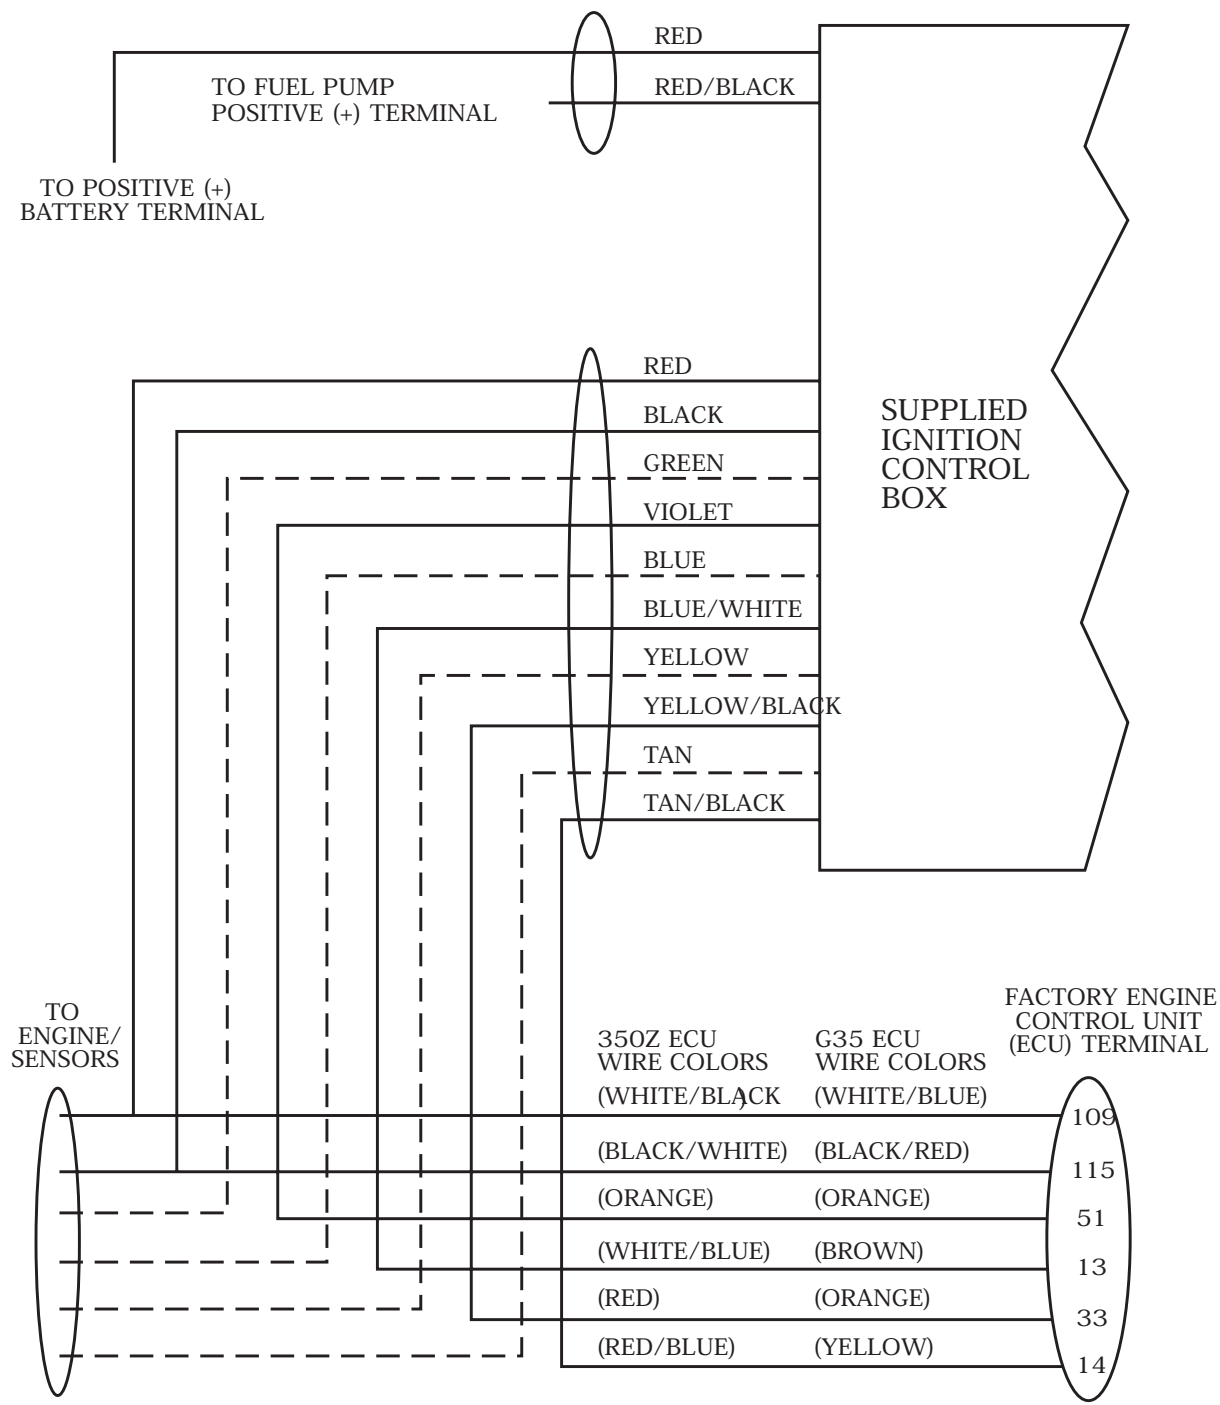 RED
TO FUEL PUMP
POSITIVE (+) TERMINAL
RED/BLACK
TO POSITIVE (+)
BATTERY TERMINAL
RED
BLACK
GREEN
VIOLET
BLUE
BLUE/WHITE
YELLOW
YELLOW/BLACK
TAN
TAN/BLACK
SUPPLIED
IGNITION
CONTROL
BOX
TO
ENGINE/
SENSORS
350Z ECU
WIRE COLORS
G35 ECU
WIRE COLORS
FACTORY ENGINE
CONTROL UNIT
(ECU) TERMINAL
(WHITE/BLACK) (WHITE/BLUE) 109
(BLACK/WHITE) (BLACK/RED) 115
(ORANGE) (ORANGE) 51
(WHITE/BLUE) (BROWN) 13
(RED) (ORANGE) 33
(RED/BLUE) (YELLOW) 14